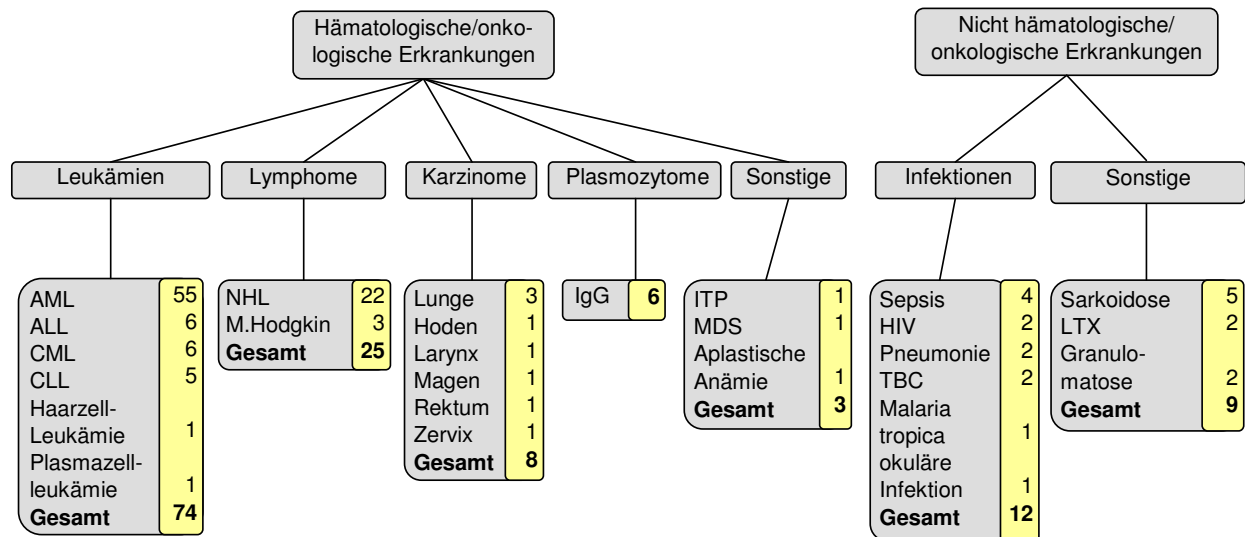 Hämatologische/onko-
logische Erkrankungen
Nicht hämatologische/
onkologische Erkrankungen
Leukämien
Lymphome
Karzinome
Plasmozytome
Sonstige
Infektionen
Sonstige
AML 55
ALL 6
CML 6
CLL 5
Haarzell-
Leukämie 1
Plasmazell-
leukämie 1
Gesamt 74
NHL 22
M.Hodgkin 3
Gesamt 25
Lunge 3
Hoden 1
Larynx 1
Magen 1
Rektum 1
Zervix 1
Gesamt 8
IgG 6
ITP 1
MDS 1
Aplastische
Anämie 1
Gesamt 3
Sepsis 4
HIV 2
Pneumonie 2
TBC 2
Malaria
tropica 1
okuläre
Infektion 1
Gesamt 12
Sarkoidose 5
LTX 2
Granulo-
matose 2
Gesamt 9